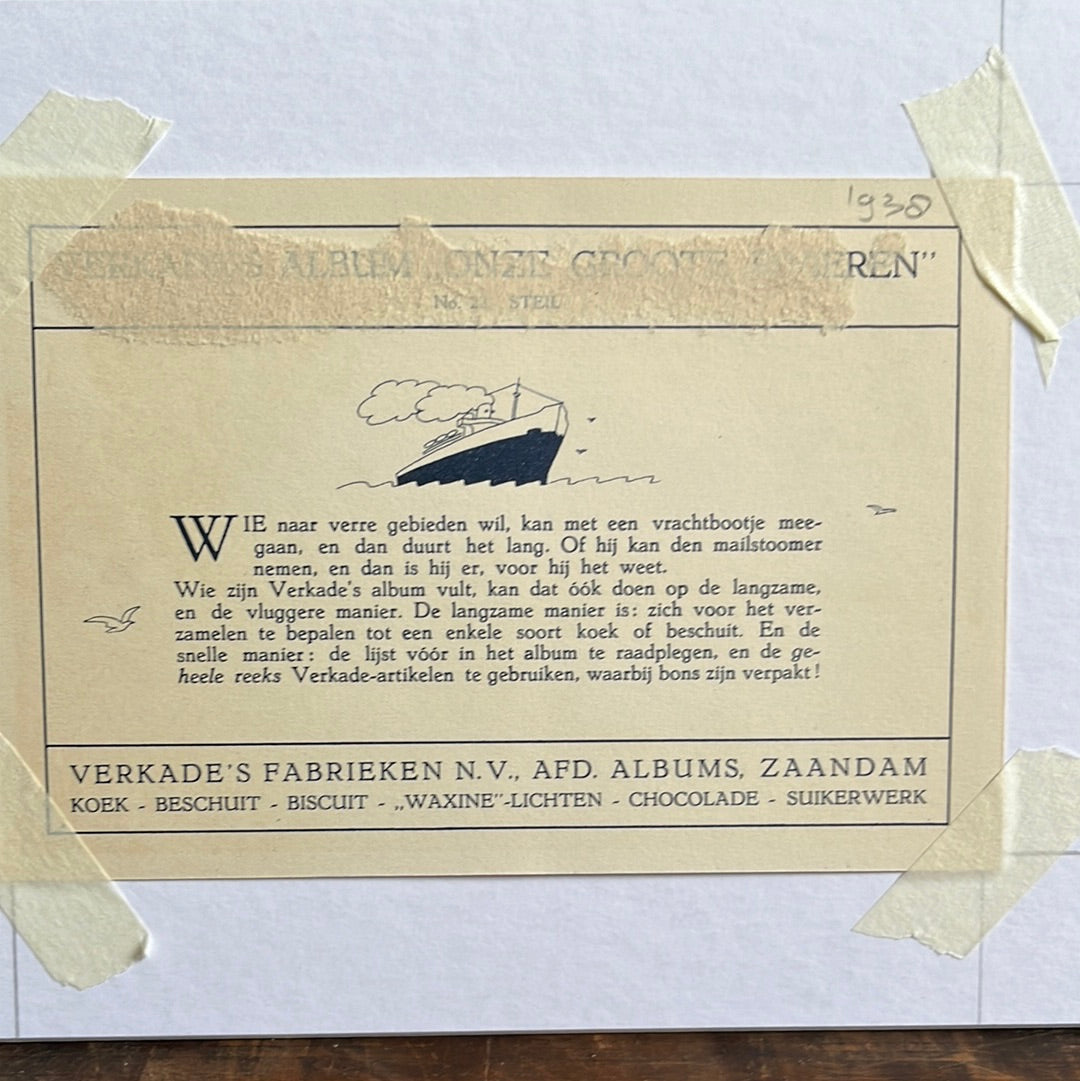 1938
ALBUM „ONZE GROOTE REN”
No. 2 STEIL
WIE naar verre gebieden wil, kan met een vrachtbootje mee-
gaan, en dan duurt het lang. Of hij kan den mailstoomer
nemen, en dan is hij er, voor hij het weet.
Wie zijn Verkade's album vult, kan dat óók doen op de langzame,
en de vluggere manier. De langzame manier is: zich voor het ver-
zamelen te bepalen tot een enkele soort koek of beschuit. En de
snelle manier: de lijst vóór in het album te raadplegen, en de ge-
heele reeks Verkade-artikelen te gebruiken, waarbij bons zijn verpakt!
VERKADE'S FABRIEKEN N.V., AFD. ALBUMS, ZAANDAM
KOEK - BESCHUIT - BISCUIT - „WAXINE”-LICHTEN - CHOCOLADE - SUIKERWERK